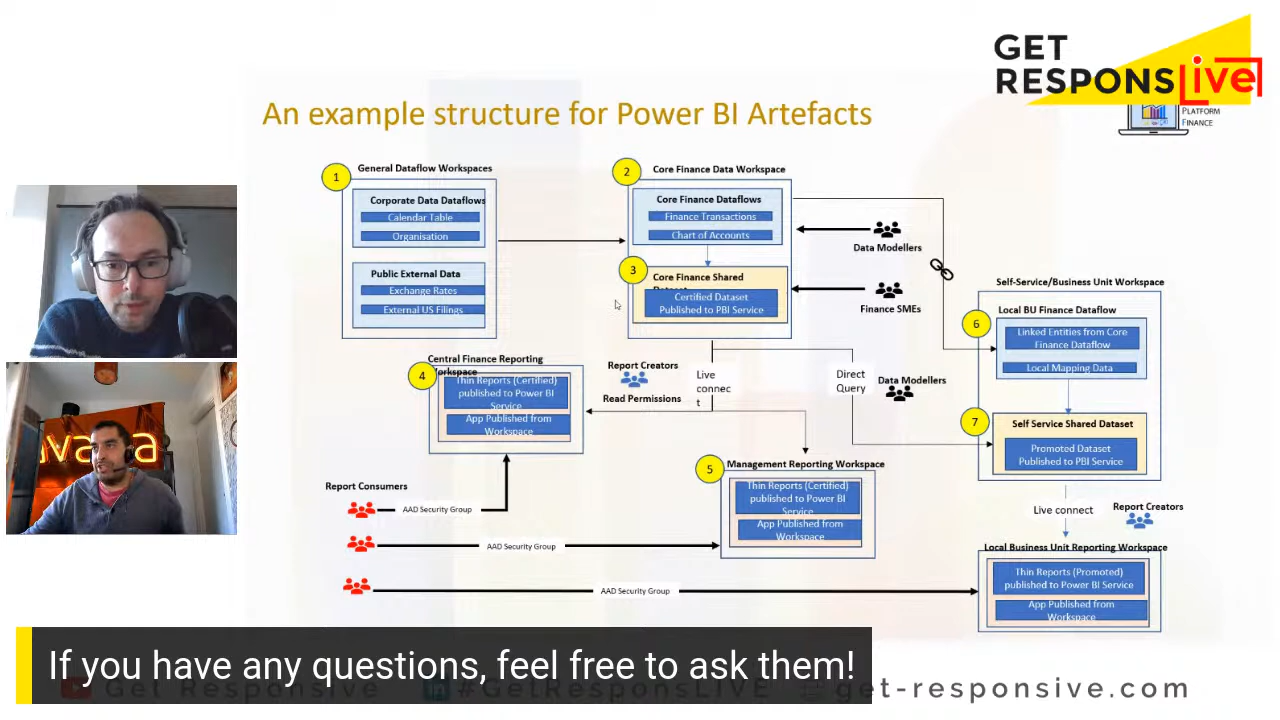 GET
RESPONSLive
PLATFORM
FINANCE
An example structure for Power BI Artefacts
1
General Dataflow Workspaces
Corporate Data Dataflows
Calendar Table
Organisation
Public External Data
Exchange Rates
External US Filings
2
Core Finance Data Workspace
Core Finance Dataflows
Finance Transactions
Chart of Accounts
3
Core Finance Shared
Certified Dataset
Published to PBI Service
Data Modellers
Finance SMEs
Self-Service/Business Unit Workspace
6
Local BU Finance Dataflow
Linked Entities from Core
Finance Dataflow
Local Mapping Data
7
Self Service Shared Dataset
Promoted Dataset
Published to PBI Service
Central Finance Reporting
4
Thin Reports (Certified)
published to Power BI
Service
App Published from
Workspace
Report Creators
Read Permissions
Live
connec
t
Direct
Query
Data Modellers
5
Management Reporting Workspace
Thin Reports (Certified)
published to Power BI
Service
App Published from
Workspace
Report Consumers
AAD Security Group
AAD Security Group
AAD Security Group
Live connect
Report Creators
Local Business Unit Reporting Workspace
Thin Reports (Promoted)
published to Power BI Service
App Published from
Workspace
If you have any questions, feel free to ask them!
Get Responsive
#GetResponsLIVE
get-responsive.com